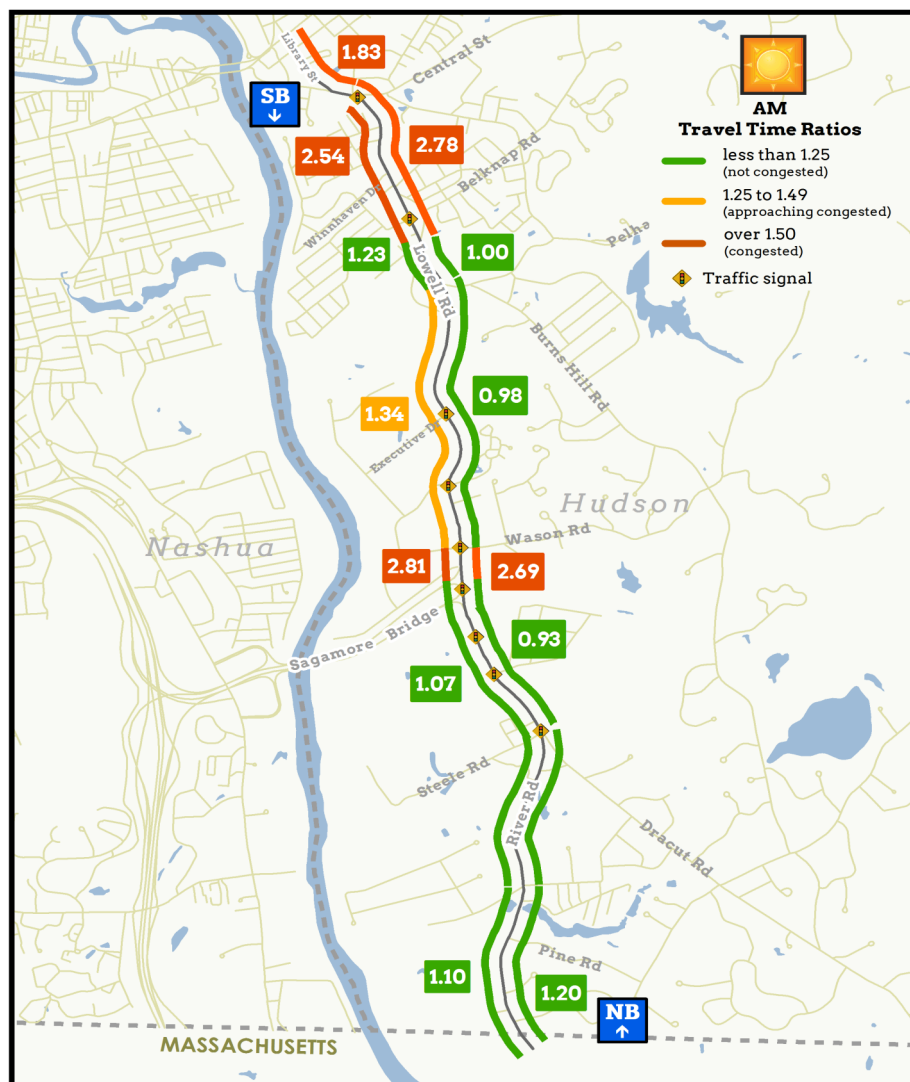 Library St
1.83
Central St
SB
AM
Travel Time Ratios
less than 1.25
(not congested)
1.25 to 1.49
(approaching congested)
over 1.50
(congested)
Traffic signal
2.54
2.78
Belknap Rd
Winnhaven Dr
Pelha
1.23
1.00
Lowell Rd
Burns Hill Rd
0.98
1.34
Executive Dr
Hudson
Nashua
Wason Rd
2.81
2.69
Sagamore Bridge
0.93
1.07
Steele Rd
River Rd
Dracut Rd
Pine Rd
1.10
1.20
NB
MASSACHUSETTS